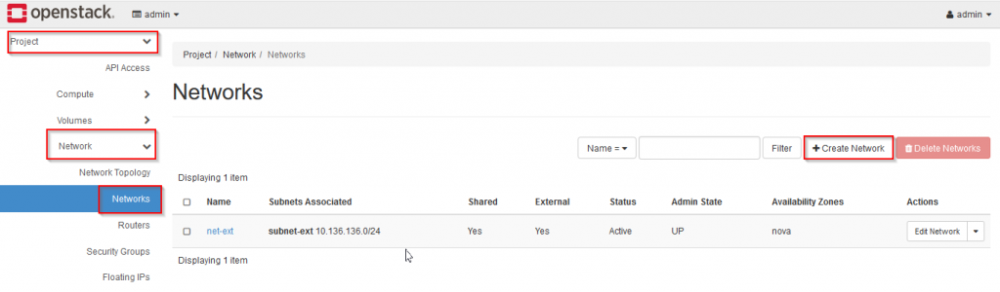 openstack. admin admin
Project
API Access
Compute
Volumes
Network
Network Topology
Networks
Routers
Security Groups
Floating IPs
Project / Network / Networks
Networks
Name = Filter + Create Network Delete Networks
Displaying 1 item
Name Subnets Associated Shared External Status Admin State Availability Zones Actions
net-ext subnet-ext 10.136.136.0/24 Yes Yes Active UP nova Edit Network
Displaying 1 item